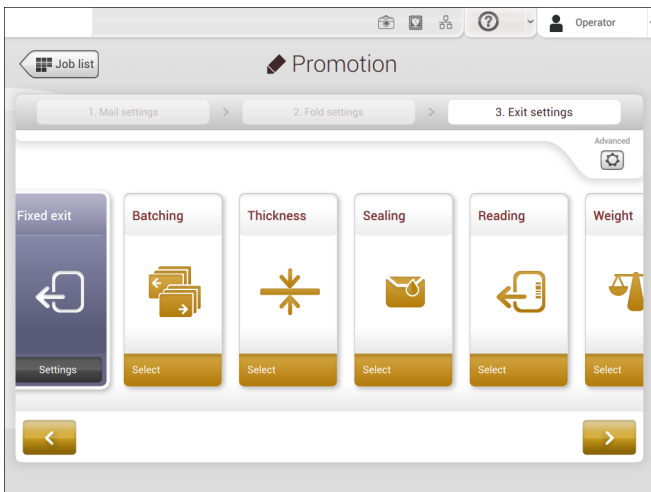 Operator
Job list
Promotion
1. Mail settings
2. Fold settings
3. Exit settings
Advanced
Fixed exit
Batching
Thickness
Sealing
Reading
Weight
Settings
Select
Select
Select
Select
Select